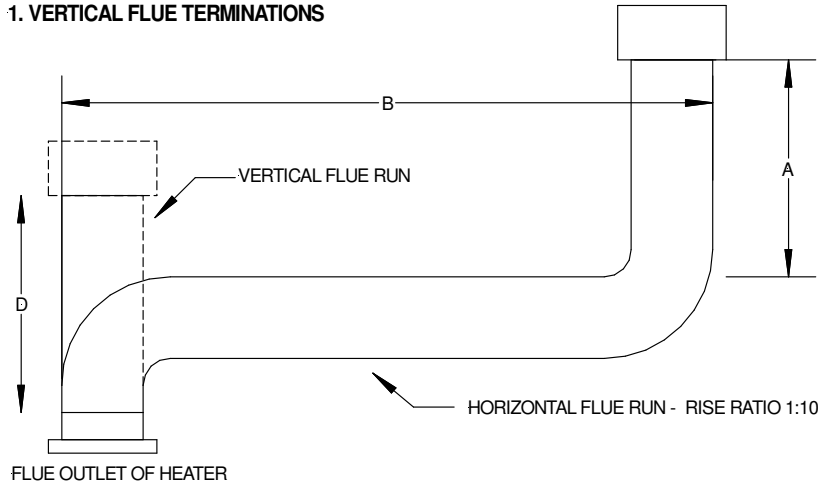 1. VERTICAL FLUE TERMINATIONS
B
VERTICAL FLUE RUN
A
D
HORIZONTAL FLUE RUN - RISE RATIO 1:10
FLUE OUTLET OF HEATER